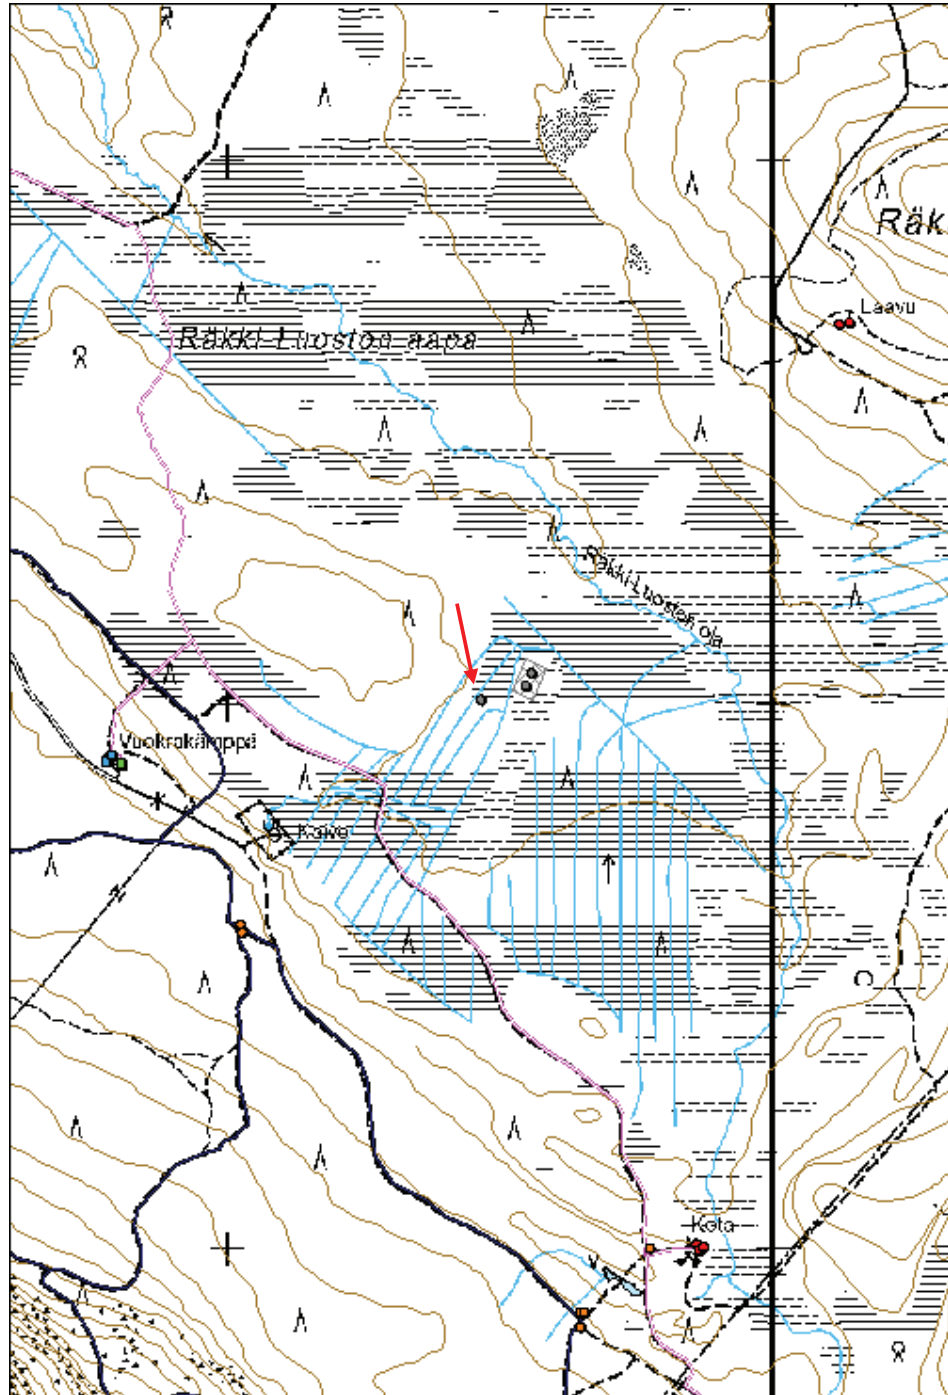 Räk
Laavu
Räkki-Luoston aapa
Räkki-Luoston oja
Vuokrakämppä
Kaivo
Kota